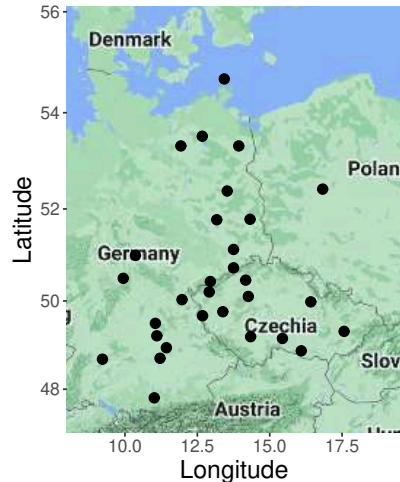 56
Denmark
54
Polan
52
Germany
50
g
Czechia
Slov
48
Austria
10.0 12.5 15.0 17.5
Longitude
Latitude